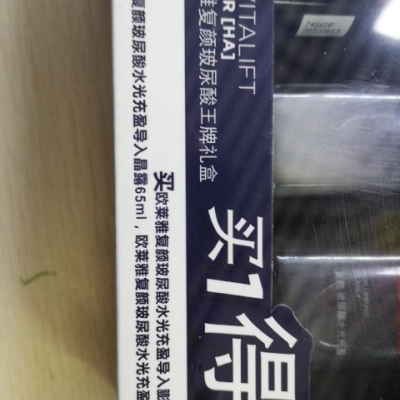 VITALIFT
R [HA]
雅复颜玻尿酸王牌礼盒
买1得
复颜玻尿酸水光充盈导入晶露65ml，欧莱雅复颜玻尿酸水光充盈
买欧莱雅复颜玻尿酸水光充盈导入膨